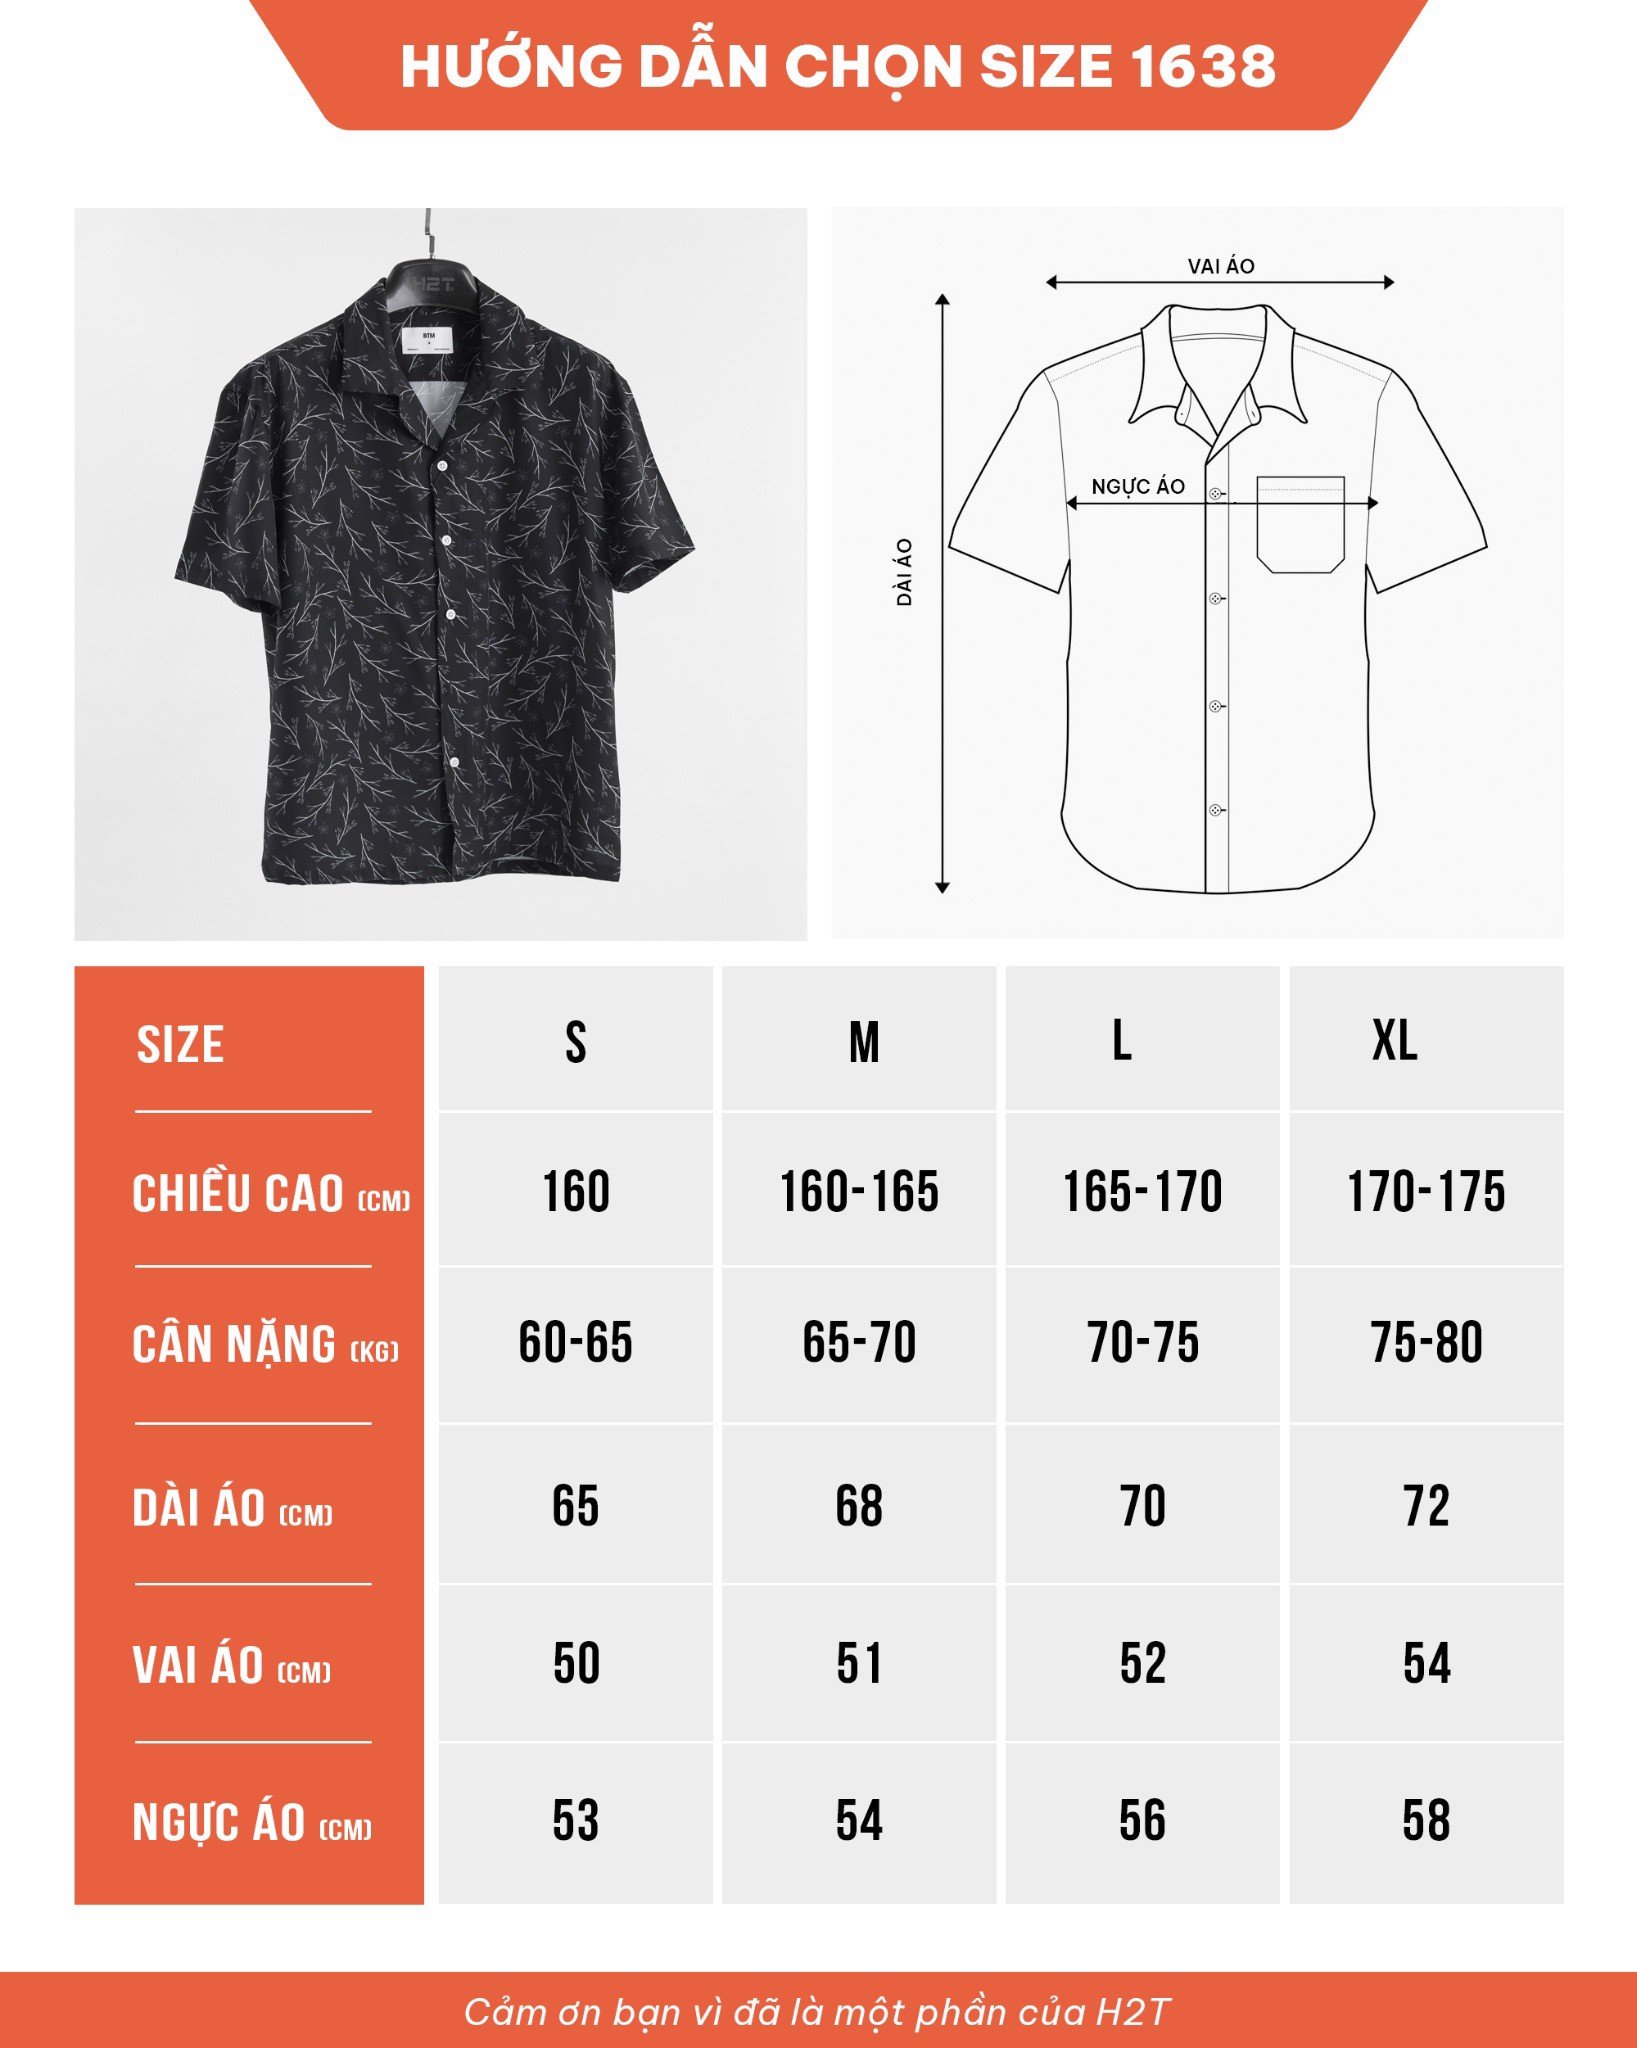 HƯỚNG DẪN CHỌN SIZE 1638
H2T
BTM
VAI ÁO
NGỰC ÁO
DÀI ÁO
SIZE S M L XL
CHIỀU CAO (CM) 160 160-165 165-170 170-175
CÂN NẶNG (KG) 60-65 65-70 70-75 75-80
DÀI ÁO (CM) 65 68 70 72
VAI ÁO (CM) 50 51 52 54
NGỰC ÁO (CM) 53 54 56 58
Cảm ơn bạn vì đã là một phần của H2T